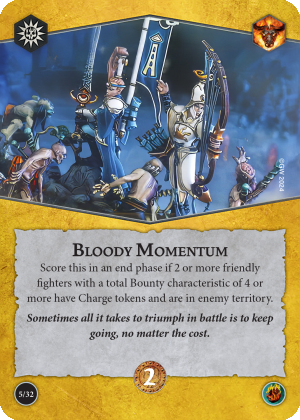 ©GW 2024
BLOODY MOMENTUM
Score this in an end phase if 2 or more friendly
fighters with a total Bounty characteristic of 4 or
more have Charge tokens and are in enemy territory.
Sometimes all it takes to triumph in battle is to keep
going, no matter the cost.
2
5/32